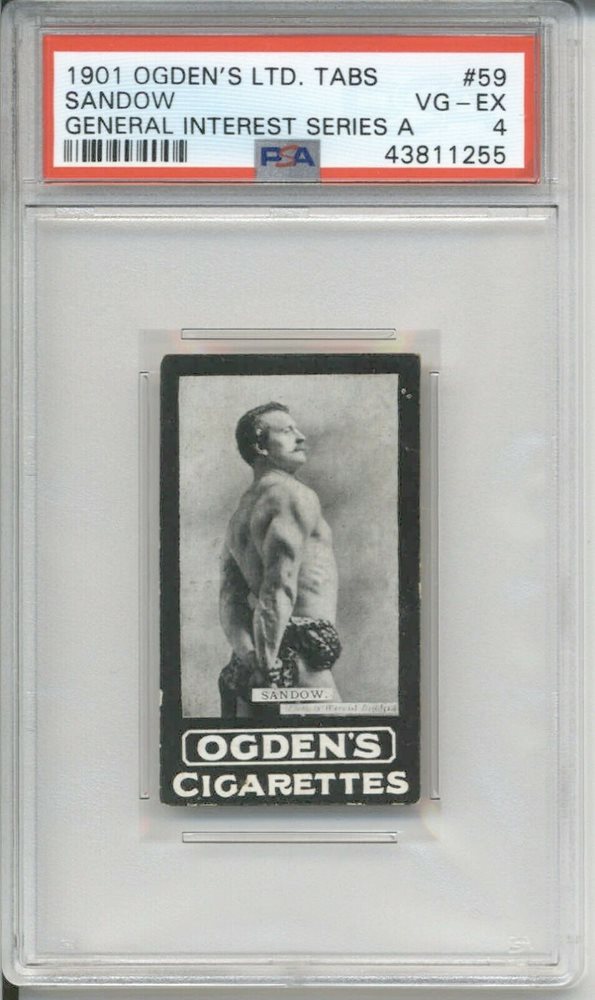 1901 OGDEN'S LTD. TABS #59
SANDOW VG-EX
GENERAL INTEREST SERIES A 4
PSA 43811255
SANDOW.
OGDEN'S
CIGARETTES